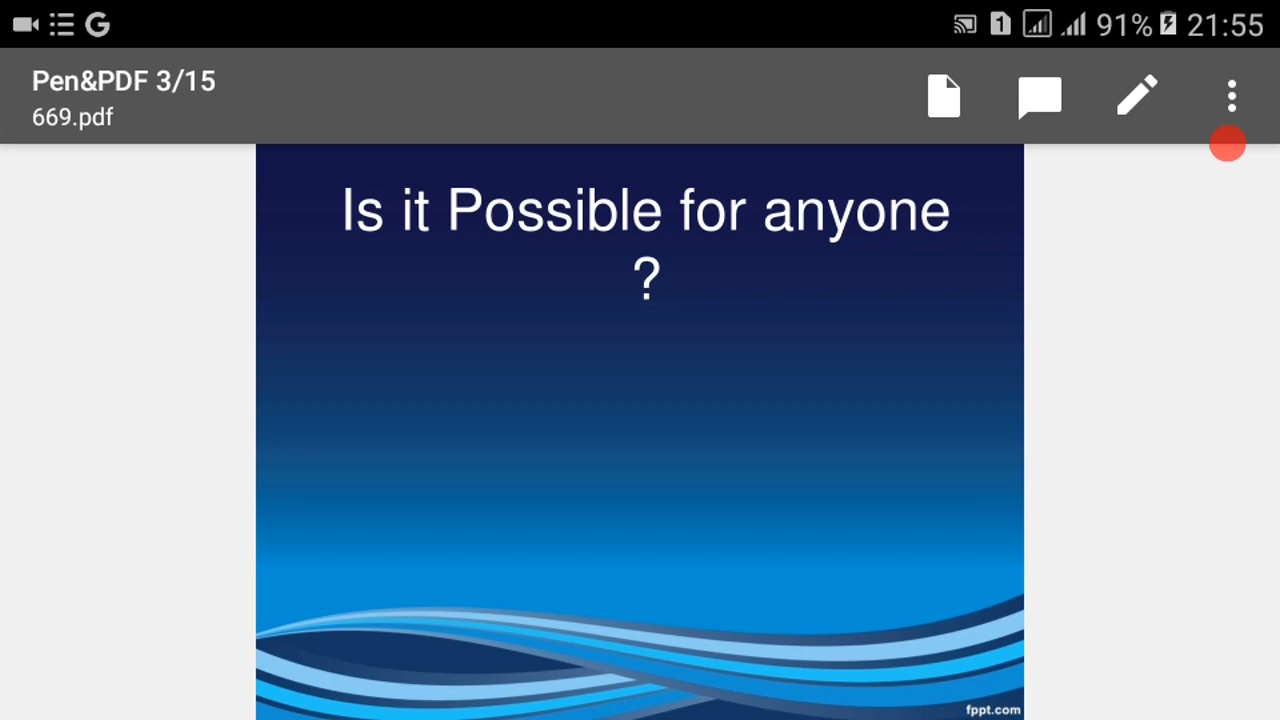 91% 21:55
Pen&PDF 3/15
669.pdf
Is it Possible for anyone
?
fppt.com